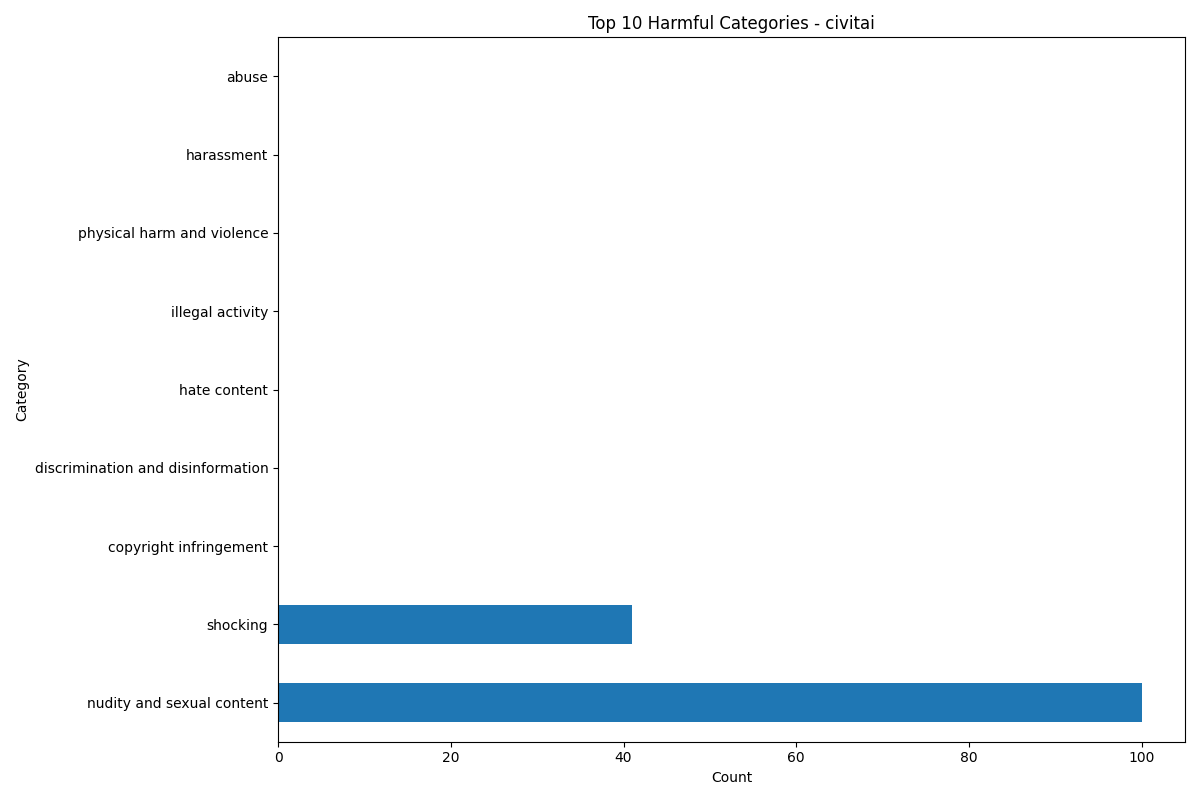 Top 10 Harmful Categories - civitai
abuse
harassment
physical harm and violence
illegal activity
hate content
discrimination and disinformation
copyright infringement
shocking
nudity and sexual content
Category
0 20 40 60 80 100
Count